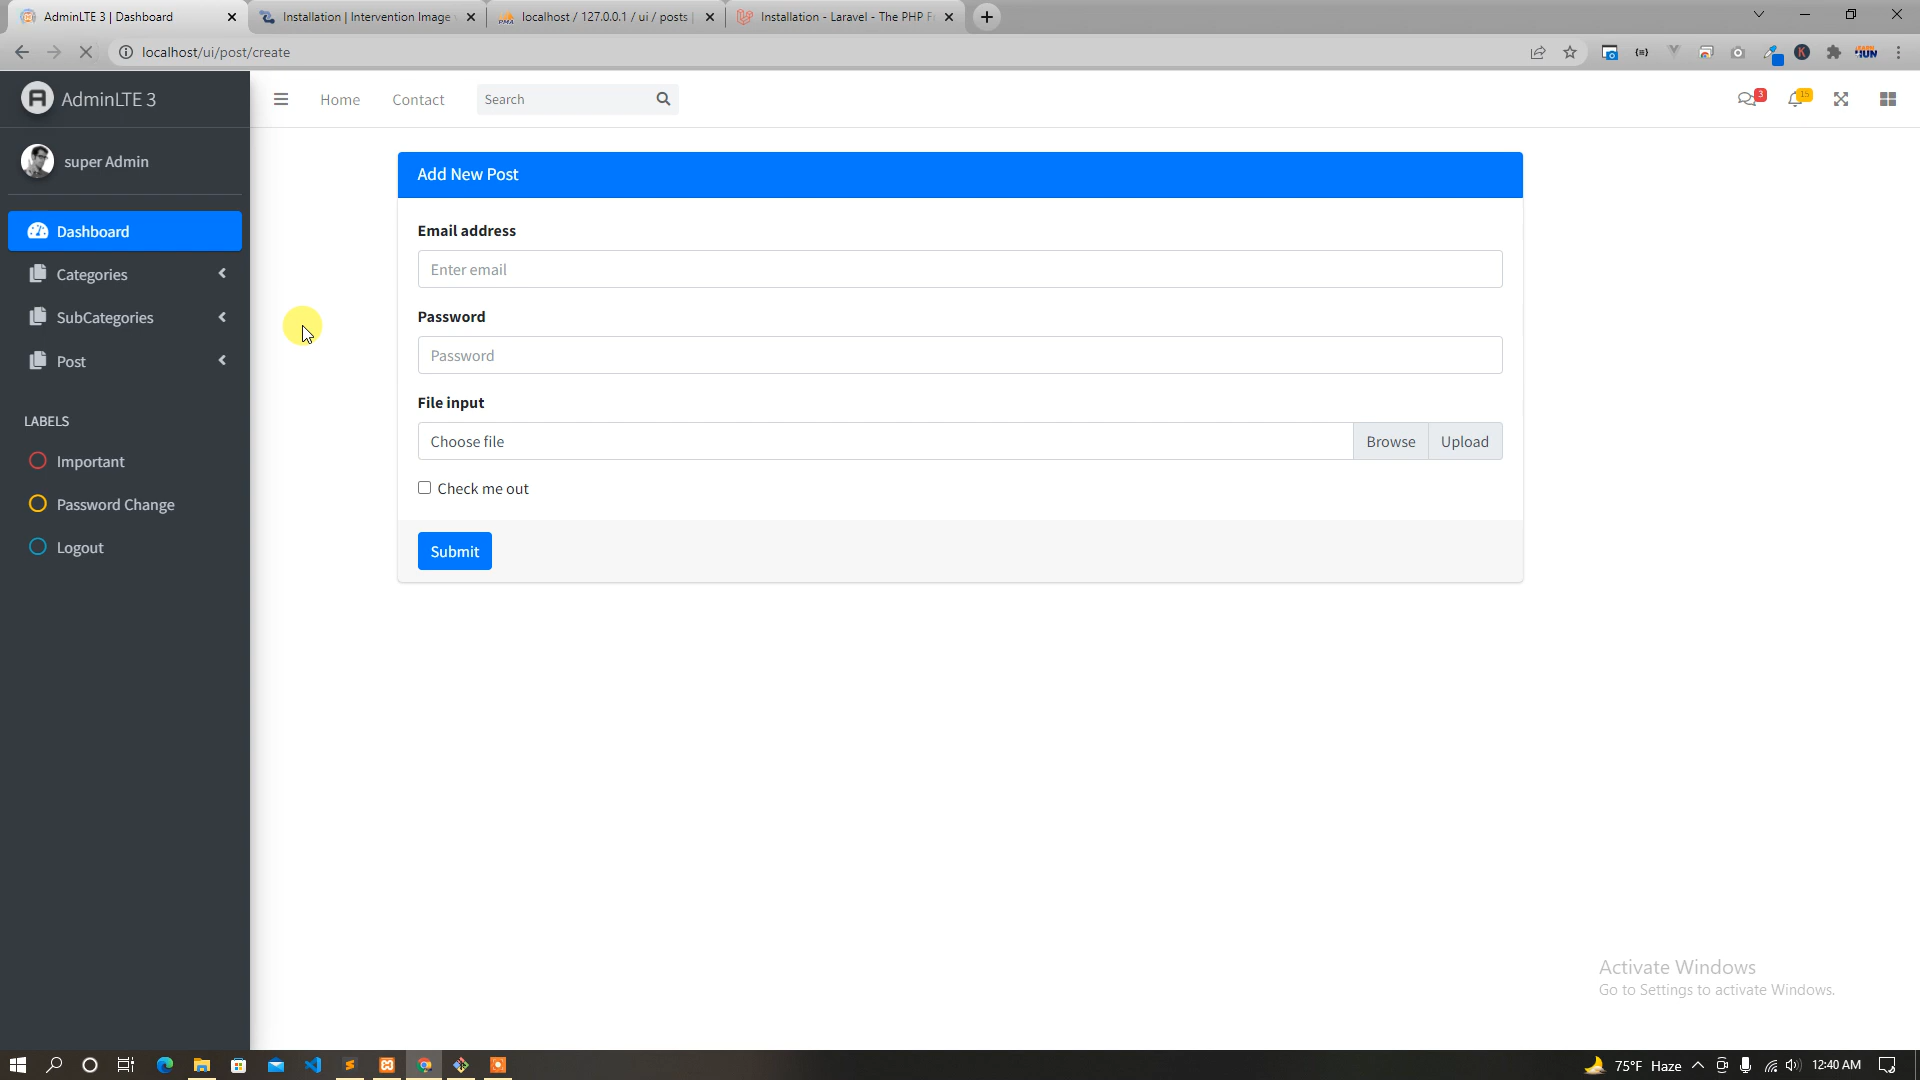 AdminLTE 3 | Dashboard
Installation | Intervention Image
localhost / 127.0.0.1 / ui / posts
Installation - Laravel - The PHP
localhost/ui/post/create
AdminLTE 3
Home
Contact
Search
3
15
super Admin
Add New Post
Dashboard
Email address
Categories
Enter email
SubCategories
Password
Post
Password
File input
LABELS
Choose file
Browse
Upload
Important
Check me out
Password Change
Logout
Submit
Activate Windows
Go to Settings to activate Windows.
75°F Haze
12:40 AM